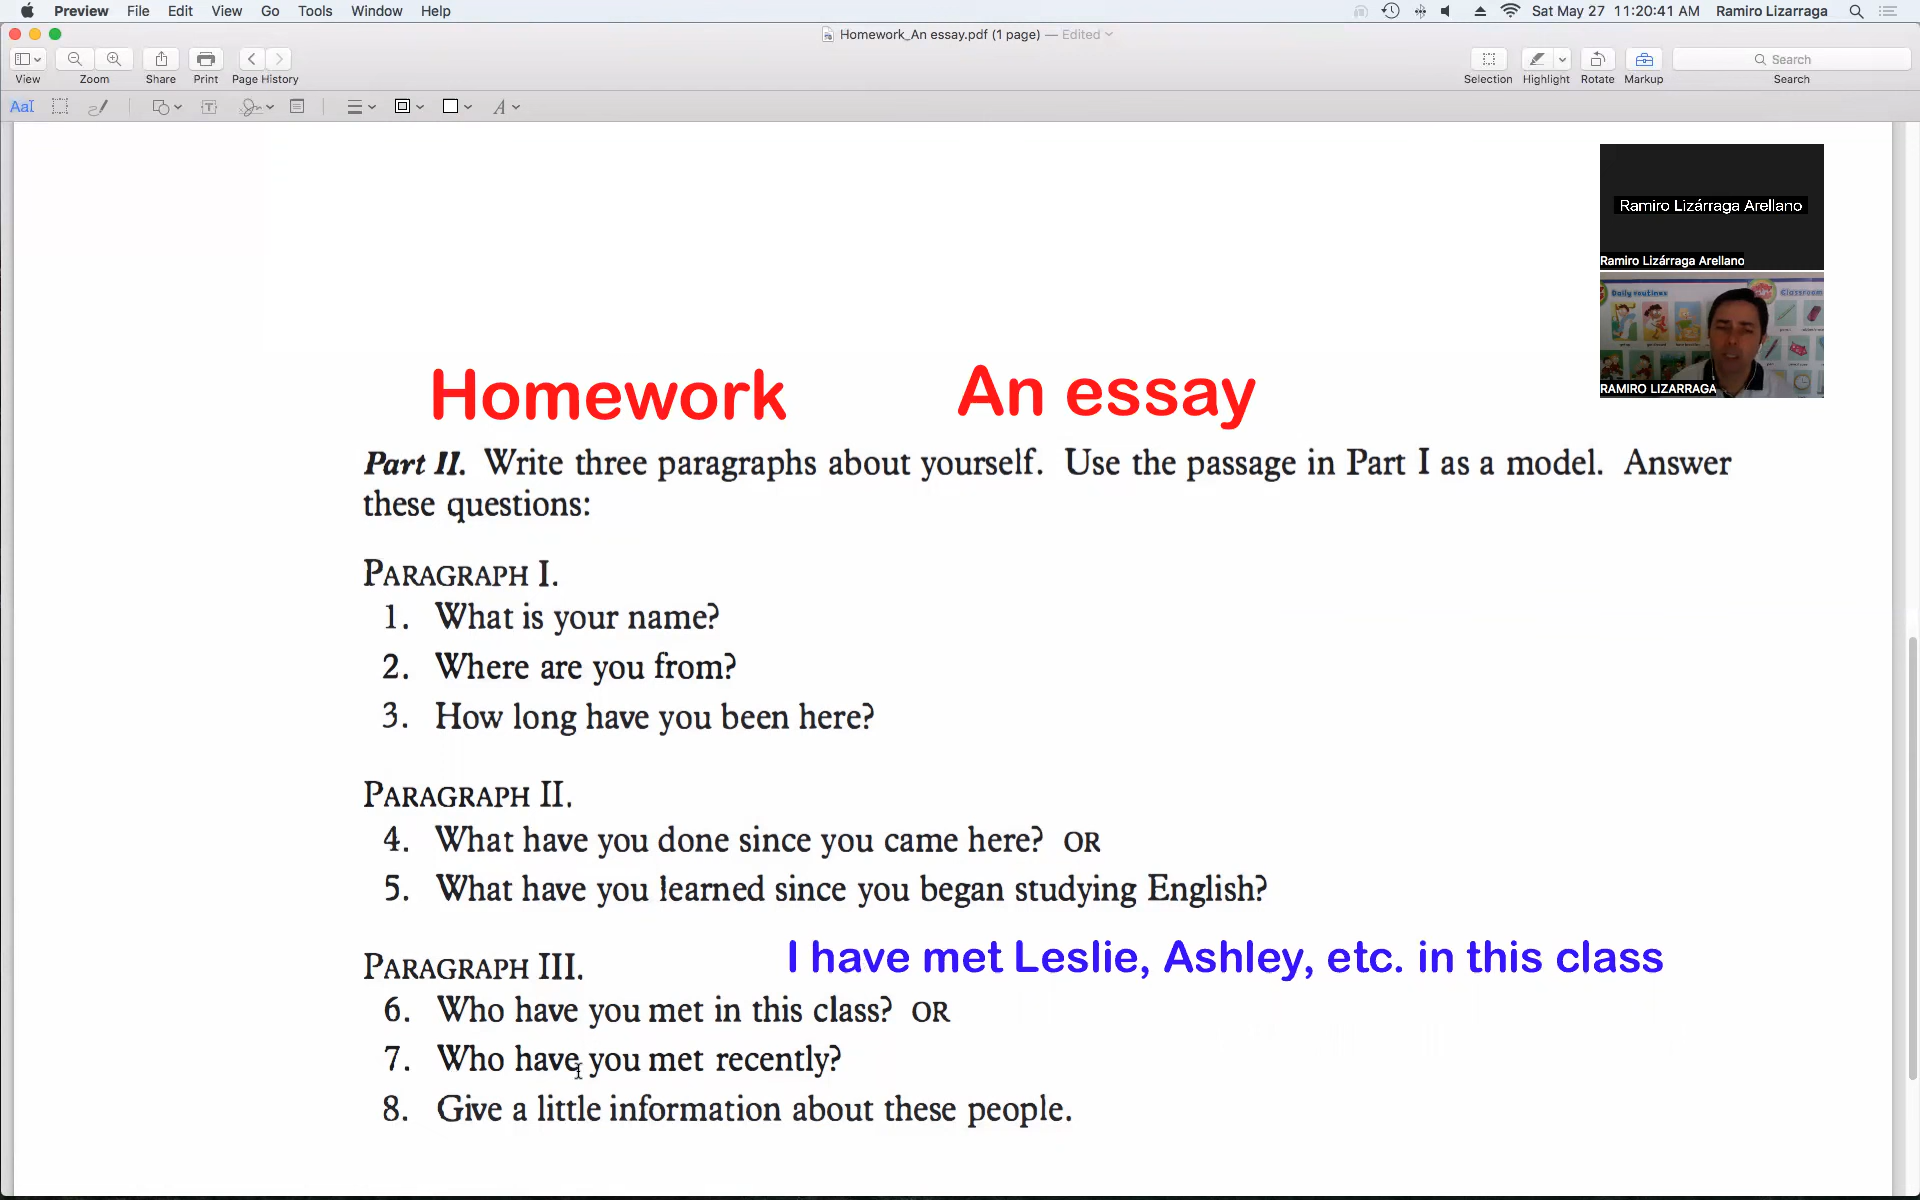 Preview File Edit View Go Tools Window Help Sat May 27 11:20:41 AM Ramiro Lizarraga
Homework_An essay.pdf (1 page) — Edited
View Zoom Share Print Page History Selection Highlight Rotate Markup Search
Search
AaI
Ramiro Lizárraga Arellano
Ramiro Lizárraga Arellano
Daily routines Classroom
RAMIRO LIZARRAGA
Homework An essay
Part II. Write three paragraphs about yourself. Use the passage in Part I as a model. Answer
these questions:
PARAGRAPH I.
1. What is your name?
2. Where are you from?
3. How long have you been here?
PARAGRAPH II.
4. What have you done since you came here? OR
5. What have you learned since you began studying English?
PARAGRAPH III.
I have met Leslie, Ashley, etc. in this class
6. Who have you met in this class? OR
7. Who have you met recently?
8. Give a little information about these people.